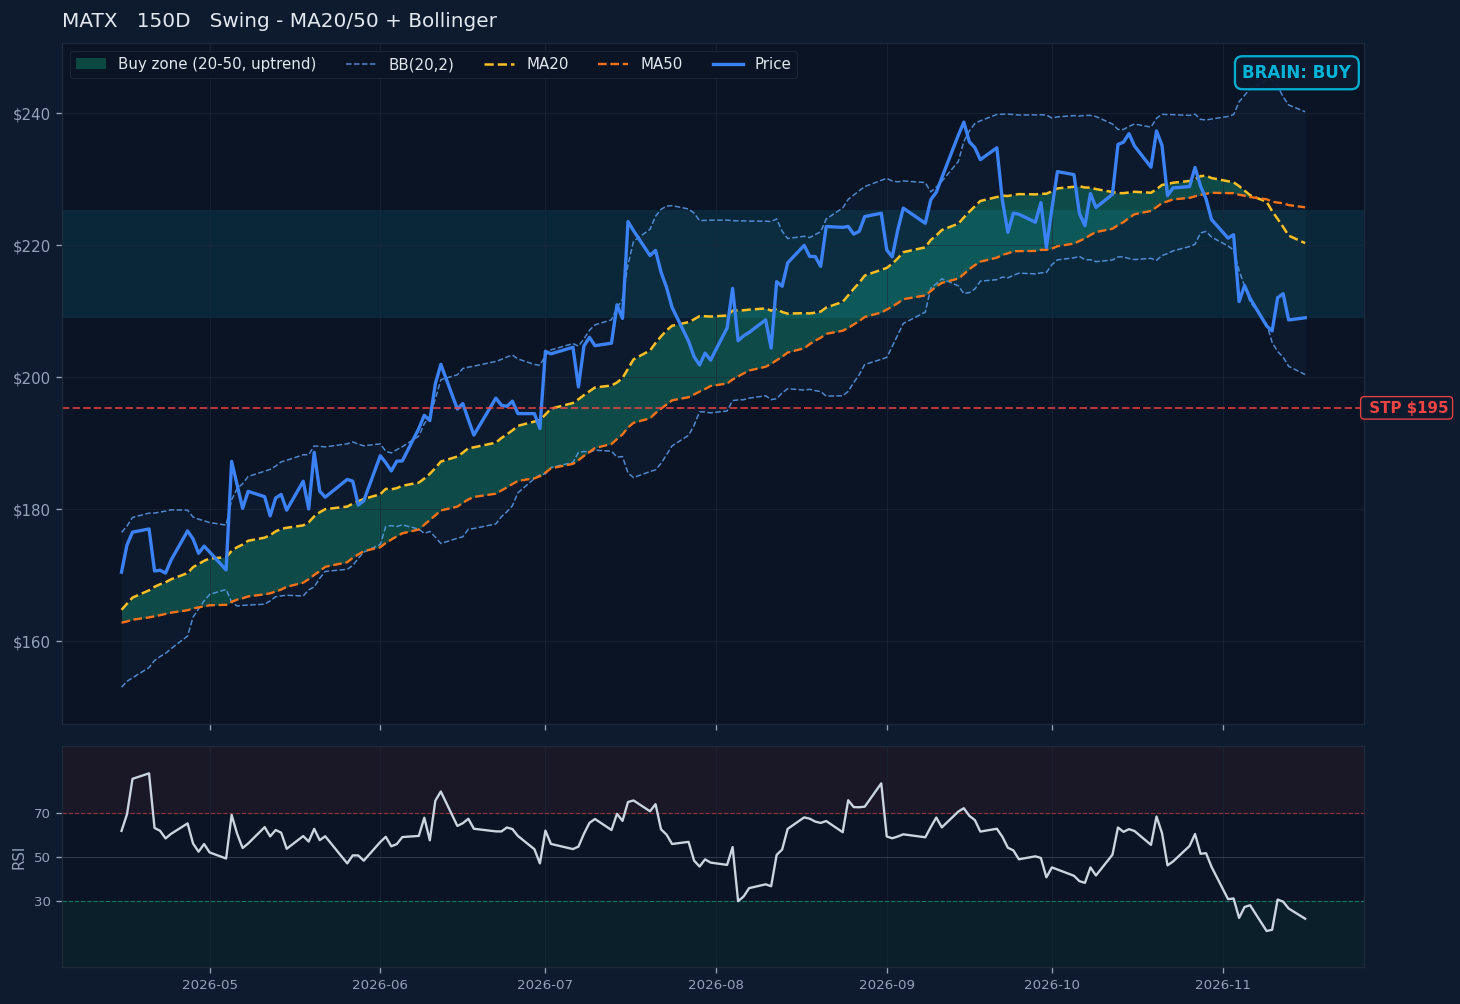 MATX   150D   Swing - MA20/50 + Bollinger
Buy zone (20-50, uptrend)   BB(20,2)   MA20   MA50   Price
BRAIN: BUY
$240
$220
$200
STP $195
$180
$160
70
50
30
RSI
2026-05   2026-06   2026-07   2026-08   2026-09   2026-10   2026-11